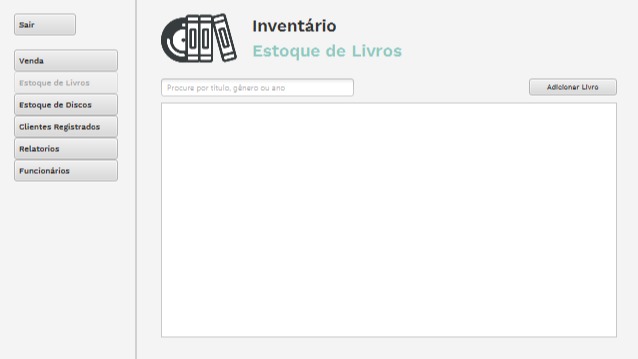 Sair
Venda
Estoque de Livros
Estoque de Discos
Clientes Registrados
Relatorios
Funcionários
Inventário
Estoque de Livros
Procure por título, gênero ou ano
Adicionar Livro